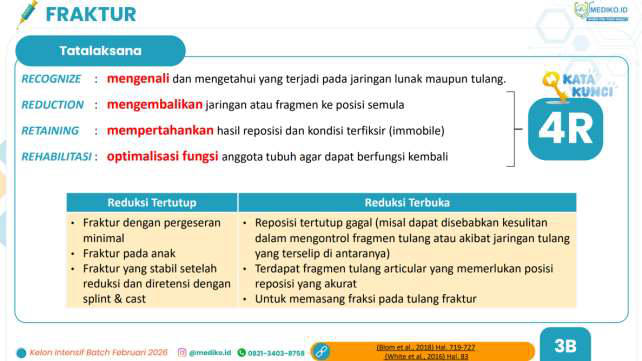 FRAKTUR
MEDIKO.ID
Tatalaksana
RECOGNIZE : mengenali dan mengetahui yang terjadi pada jaringan lunak maupun tulang.
REDUCTION : mengembalikan jaringan atau fragmen ke posisi semula
RETAINING : mempertahankan hasil reposisi dan kondisi terfiksir (immobile)
REHABILITASI : optimalisasi fungsi anggota tubuh agar dapat berfungsi kembali
KATA
KUNCI
4R
Reduksi Tertutup
• Fraktur dengan pergeseran
minimal
• Fraktur pada anak
• Fraktur yang stabil setelah
reduksi dan diretensi dengan
splint & cast
Reduksi Terbuka
• Reposisi tertutup gagal (misal dapat disebabkan kesulitan
dalam mengontrol fragmen tulang atau akibat jaringan tulang
yang terselip di antaranya)
• Terdapat fragmen tulang articular yang memerlukan posisi
reposisi yang akurat
• Untuk memasang fraksi pada tulang fraktur
Kelon Intensif Batch Februari 2026
@mediko.id
0821-3403-8758
(Blom et al., 2018) Hal. 719-727
(White et al., 2016) Hal. 83
3B